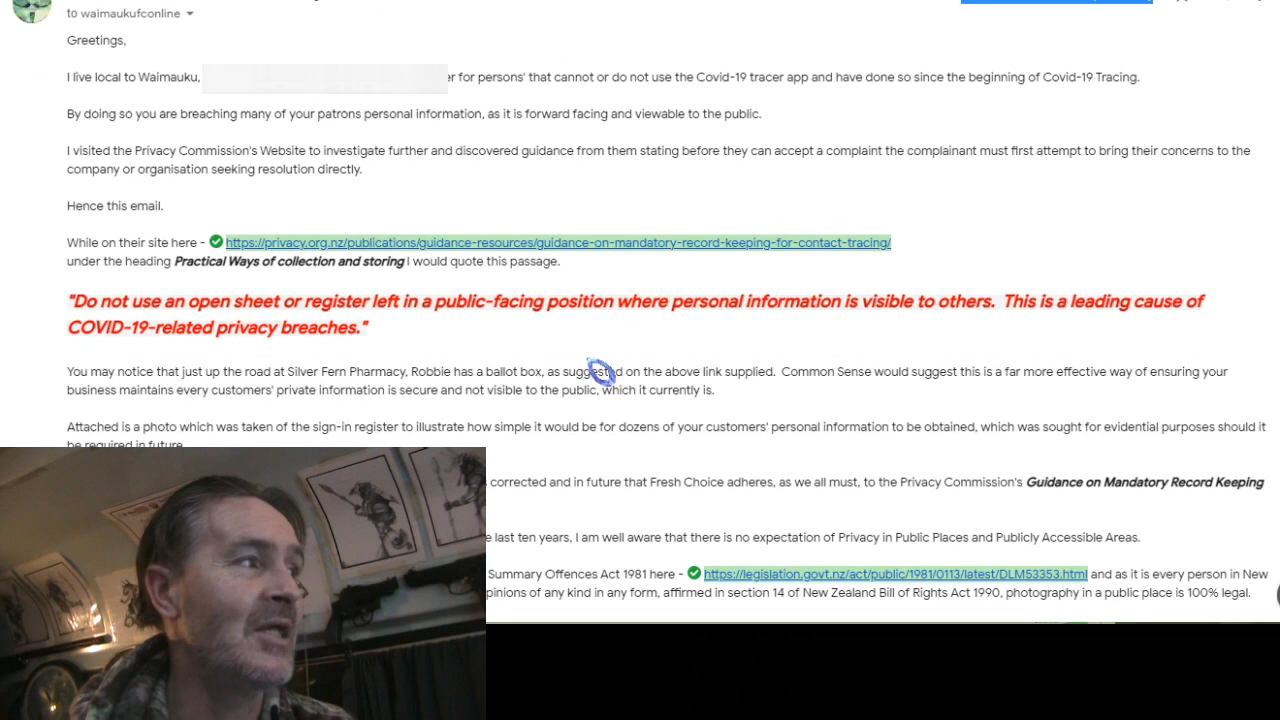 to waimaukufconline
Greetings,
I live local to Waimauku, er for persons' that cannot or do not use the Covid-19 tracer app and have done so since the beginning of Covid-19 Tracing.
By doing so you are breaching many of your patrons personal information, as it is forward facing and viewable to the public.
I visited the Privacy Commission's Website to investigate further and discovered guidance from them stating before they can accept a complaint the complainant must first attempt to bring their concerns to the
company or organisation seeking resolution directly.
Hence this email.
While on their site here - https://privacy.org.nz/publications/guidance-resources/guidance-on-mandatory-record-keeping-for-contact-tracing/
under the heading Practical Ways of collection and storing I would quote this passage.
"Do not use an open sheet or register left in a public-facing position where personal information is visible to others. This is a leading cause of
COVID-19-related privacy breaches."
You may notice that just up the road at Silver Fern Pharmacy, Robbie has a ballot box, as suggested on the above link supplied. Common Sense would suggest this is a far more effective way of ensuring your
business maintains every customers' private information is secure and not visible to the public, which it currently is.
Attached is a photo which was taken of the sign-in register to illustrate how simple it would be for dozens of your customers' personal information to be obtained, which was sought for evidential purposes should it
be required in future.
corrected and in future that Fresh Choice adheres, as we all must, to the Privacy Commission's Guidance on Mandatory Record Keeping
e last ten years, I am well aware that there is no expectation of Privacy in Public Places and Publicly Accessible Areas.
Summary Offences Act 1981 here - https://legislation.govt.nz/act/public/1981/0113/latest/DLM53353.html and as it is every person in New
pinions of any kind in any form, affirmed in section 14 of New Zealand Bill of Rights Act 1990, photography in a public place is 100% legal.